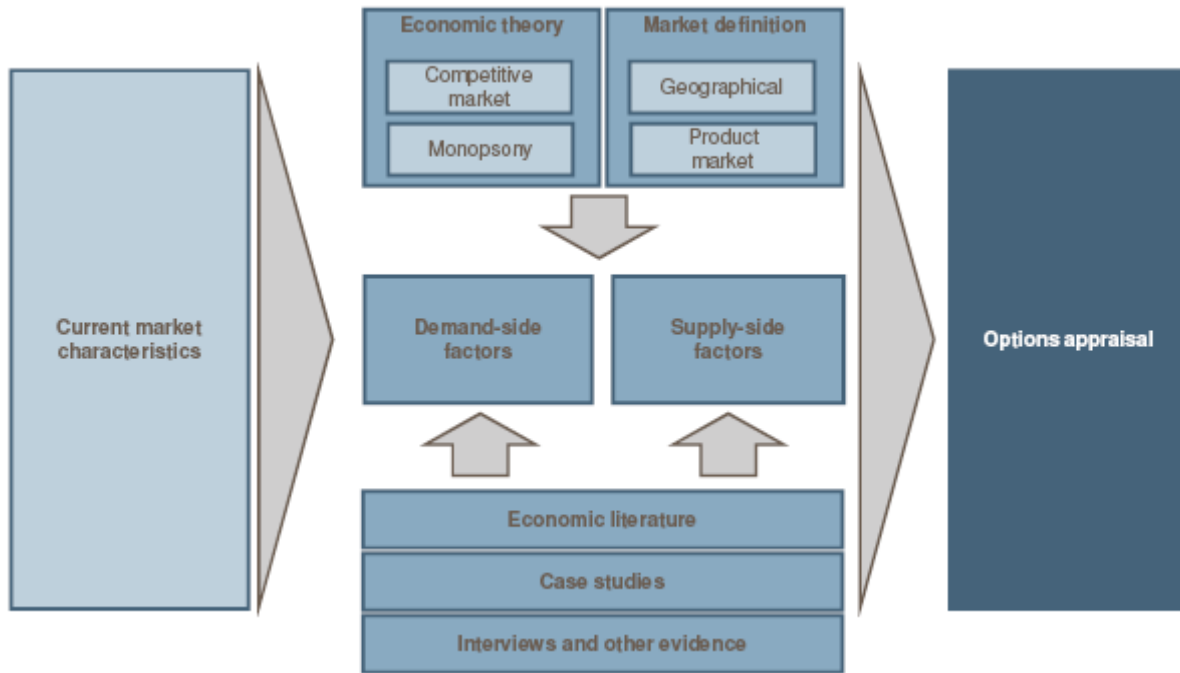 Economic theory
Competitive
market
Monopsony
Market definition
Geographical
Product
market
Current market
characteristics
Demand-side
factors
Supply-side
factors
Options appraisal
Economic literature
Case studies
Interviews and other evidence